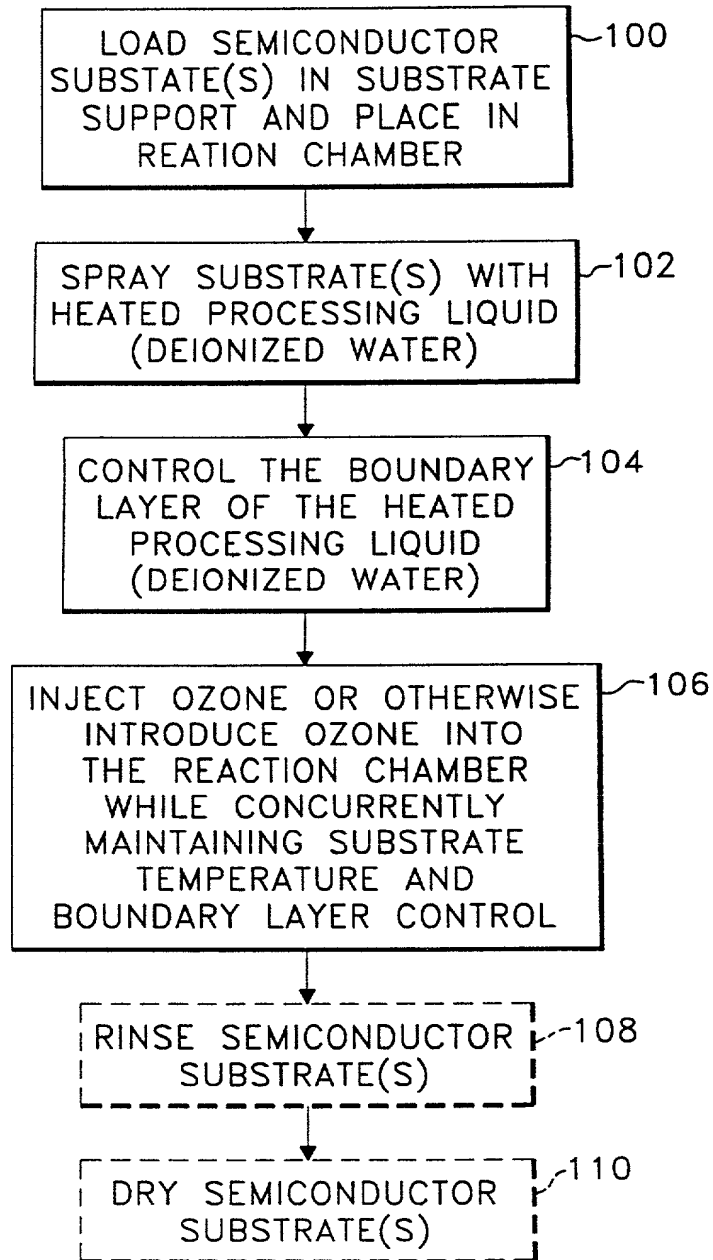 LOAD SEMICONDUCTOR
SUBSTATE(S) IN SUBSTRATE
SUPPORT AND PLACE IN
REATION CHAMBER
100
SPRAY SUBSTRATE(S) WITH
HEATED PROCESSING LIQUID
(DEIONIZED WATER)
102
CONTROL THE BOUNDARY
LAYER OF THE HEATED
PROCESSING LIQUID
(DEIONIZED WATER)
104
INJECT OZONE OR OTHERWISE
INTRODUCE OZONE INTO
THE REACTION CHAMBER
WHILE CONCURRENTLY
MAINTAINING SUBSTRATE
TEMPERATURE AND
BOUNDARY LAYER CONTROL
106
RINSE SEMICONDUCTOR
SUBSTRATE(S)
108
DRY SEMICONDUCTOR
SUBSTRATE(S)
110